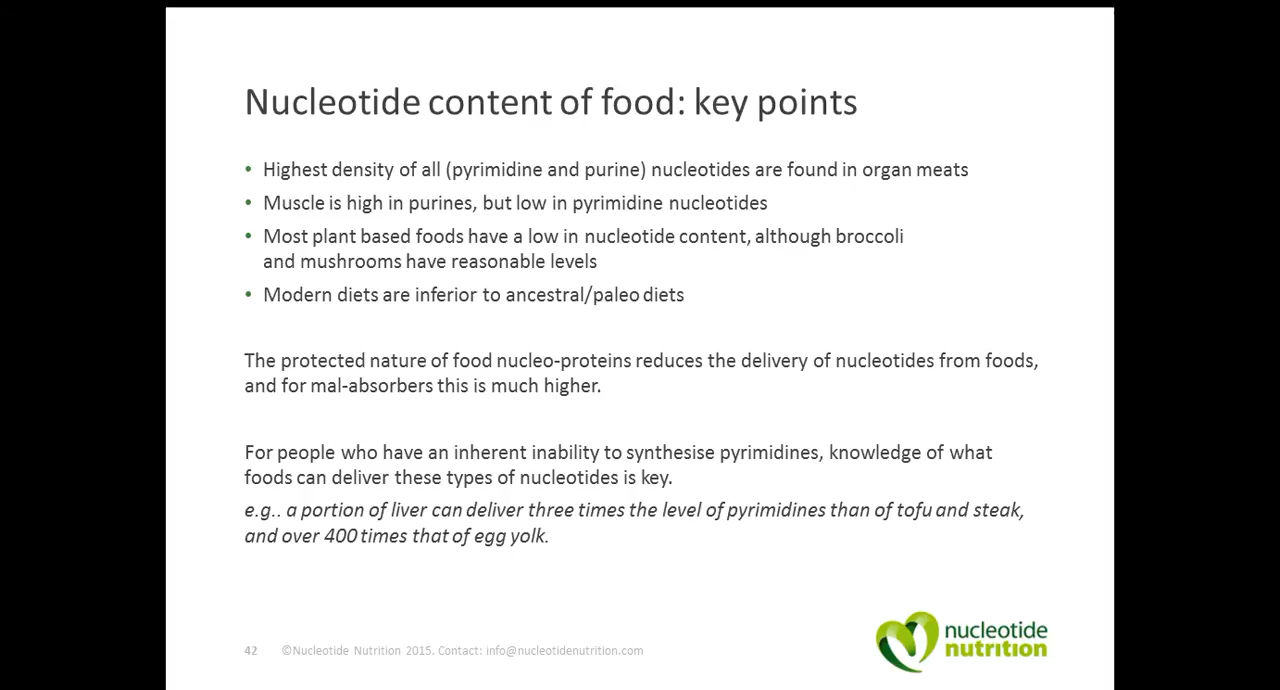 Nucleotide content of food: key points
• Highest density of all (pyrimidine and purine) nucleotides are found in organ meats
• Muscle is high in purines, but low in pyrimidine nucleotides
• Most plant based foods have a low in nucleotide content, although broccoli
and mushrooms have reasonable levels
• Modern diets are inferior to ancestral/paleo diets
The protected nature of food nucleo-proteins reduces the delivery of nucleotides from foods,
and for mal-absorbers this is much higher.
For people who have an inherent inability to synthesise pyrimidines, knowledge of what
foods can deliver these types of nucleotides is key.
e.g.. a portion of liver can deliver three times the level of pyrimidines than of tofu and steak,
and over 400 times that of egg yolk.
42 ©Nucleotide Nutrition 2015. Contact: info@nucleotidenutrition.com
nucleotide
nutrition